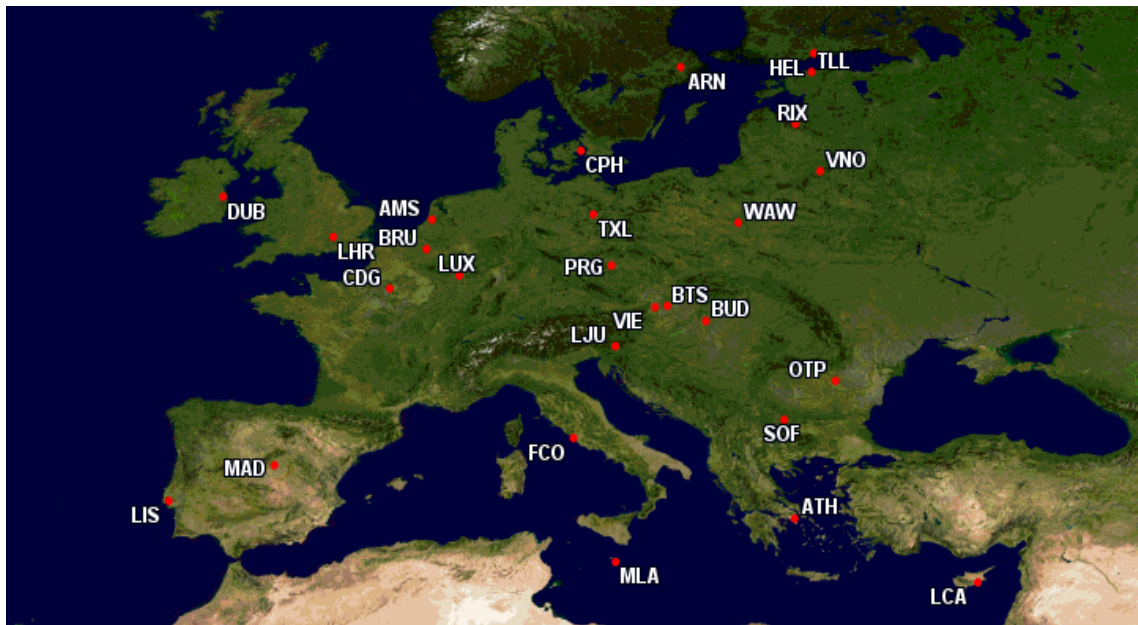 TLL
HEL
ARN
RIX
CPH
VNO
DUB
AMS
WAW
TXL
BRU
LHR
LUX
PRG
CDG
BTS
BUD
VIE
LJU
OTP
SOF
FCO
MAD
LIS
ATH
MLA
LCA